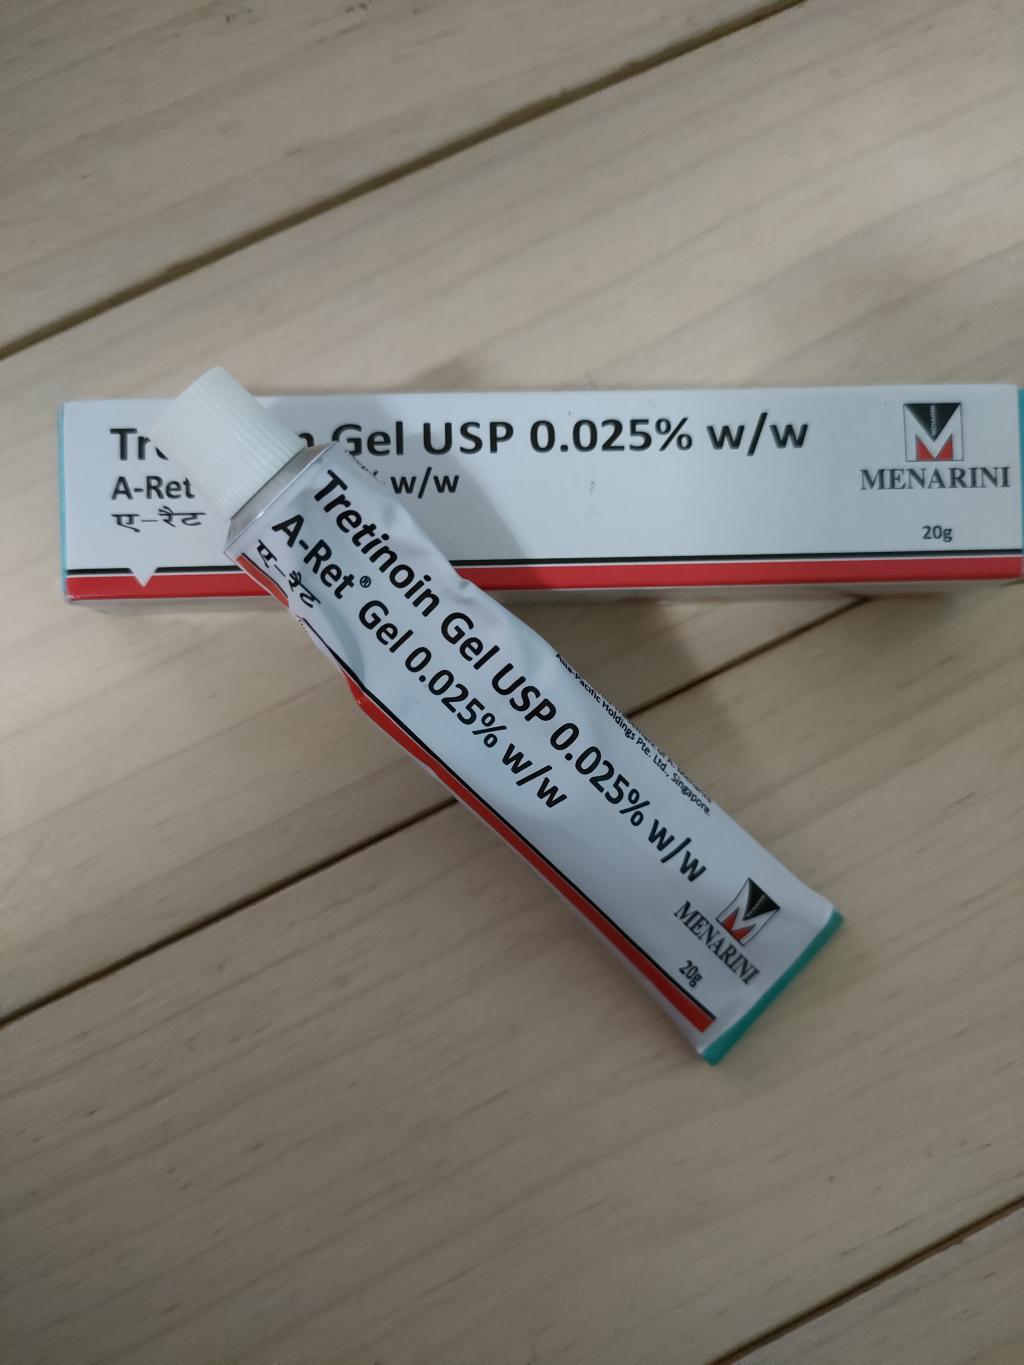 Gel USP 0.025% w/w
A-Ret w/w
ए-रैट
MENARINI
20g
Tretinoin Gel USP 0.025% w/w
A-Ret® Gel 0.025% w/w
ए-रैट
Asia-Pacific Holdings Pte. Ltd., Singapore.
MENARINI
20g